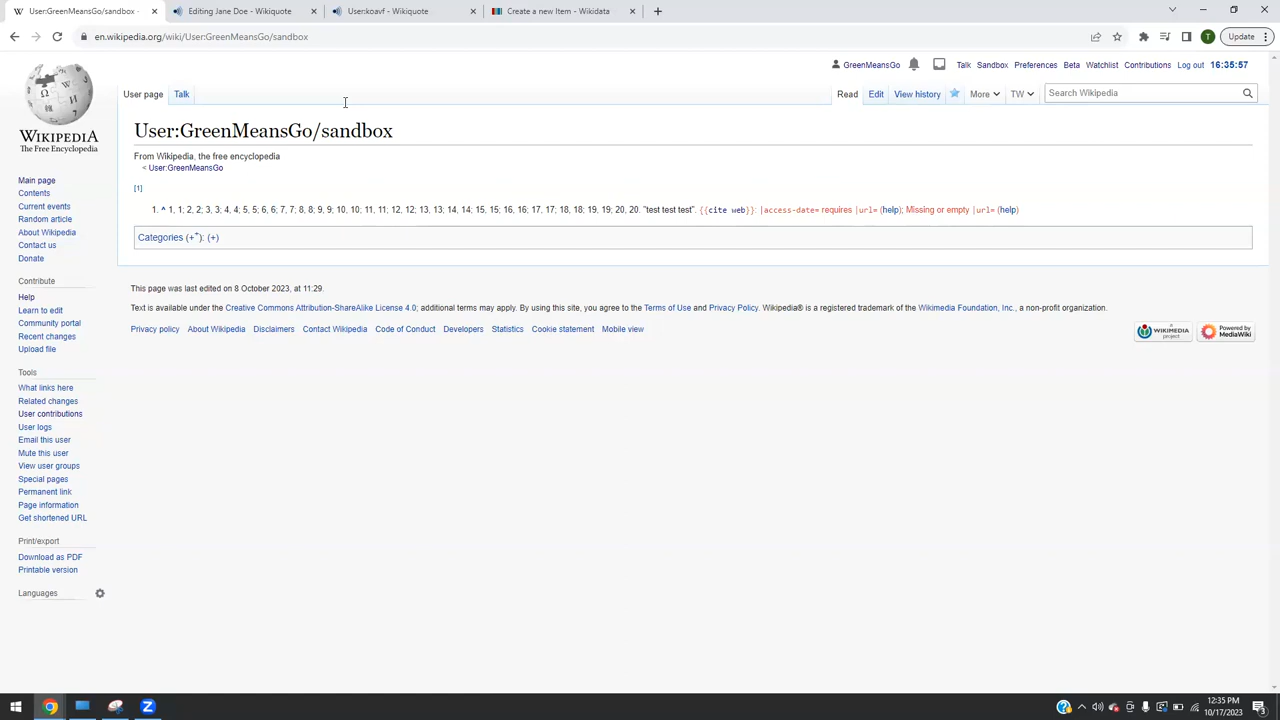 User:GreenMeansGo/sandbox -
Editing Jane Doe - Wikiquote
User:koavf - Wikiquote
Create a new Item - Wikidata
en.wikipedia.org/wiki/User:GreenMeansGo/sandbox
T
Update
GreenMeansGo Talk Sandbox Preferences Beta Watchlist Contributions Log out 16:35:57
User page Talk Read Edit View history More TW Search Wikipedia
WIKIPEDIA
The Free Encyclopedia
Main page
Contents
Current events
Random article
About Wikipedia
Contact us
Donate
Contribute
Help
Learn to edit
Community portal
Recent changes
Upload file
Tools
What links here
Related changes
User contributions
User logs
Email this user
Mute this user
View user groups
Special pages
Permanent link
Page information
Get shortened URL
Print/export
Download as PDF
Printable version
Languages
User:GreenMeansGo/sandbox
From Wikipedia, the free encyclopedia
< User:GreenMeansGo
[1]
1. ^ 1, 1; 2, 2; 3, 3; 4, 4; 5, 5; 6, 6; 7, 7; 8, 8; 9, 9; 10, 10; 11, 11; 12, 12; 13, 13; 14, 14; 15, 15; 16, 16; 17, 17; 18, 18; 19, 19; 20, 20. "test test test". {{cite web}}: |access-date= requires |url= (help); Missing or empty |url= (help)
Categories (+⁺): (+)
This page was last edited on 8 October 2023, at 11:29.
Text is available under the Creative Commons Attribution-ShareAlike License 4.0; additional terms may apply. By using this site, you agree to the Terms of Use and Privacy Policy. Wikipedia® is a registered trademark of the Wikimedia Foundation, Inc., a non-profit organization.
Privacy policy About Wikipedia Disclaimers Contact Wikipedia Code of Conduct Developers Statistics Cookie statement Mobile view
A WIKIMEDIA project
Powered by MediaWiki
12:35 PM
10/17/2023